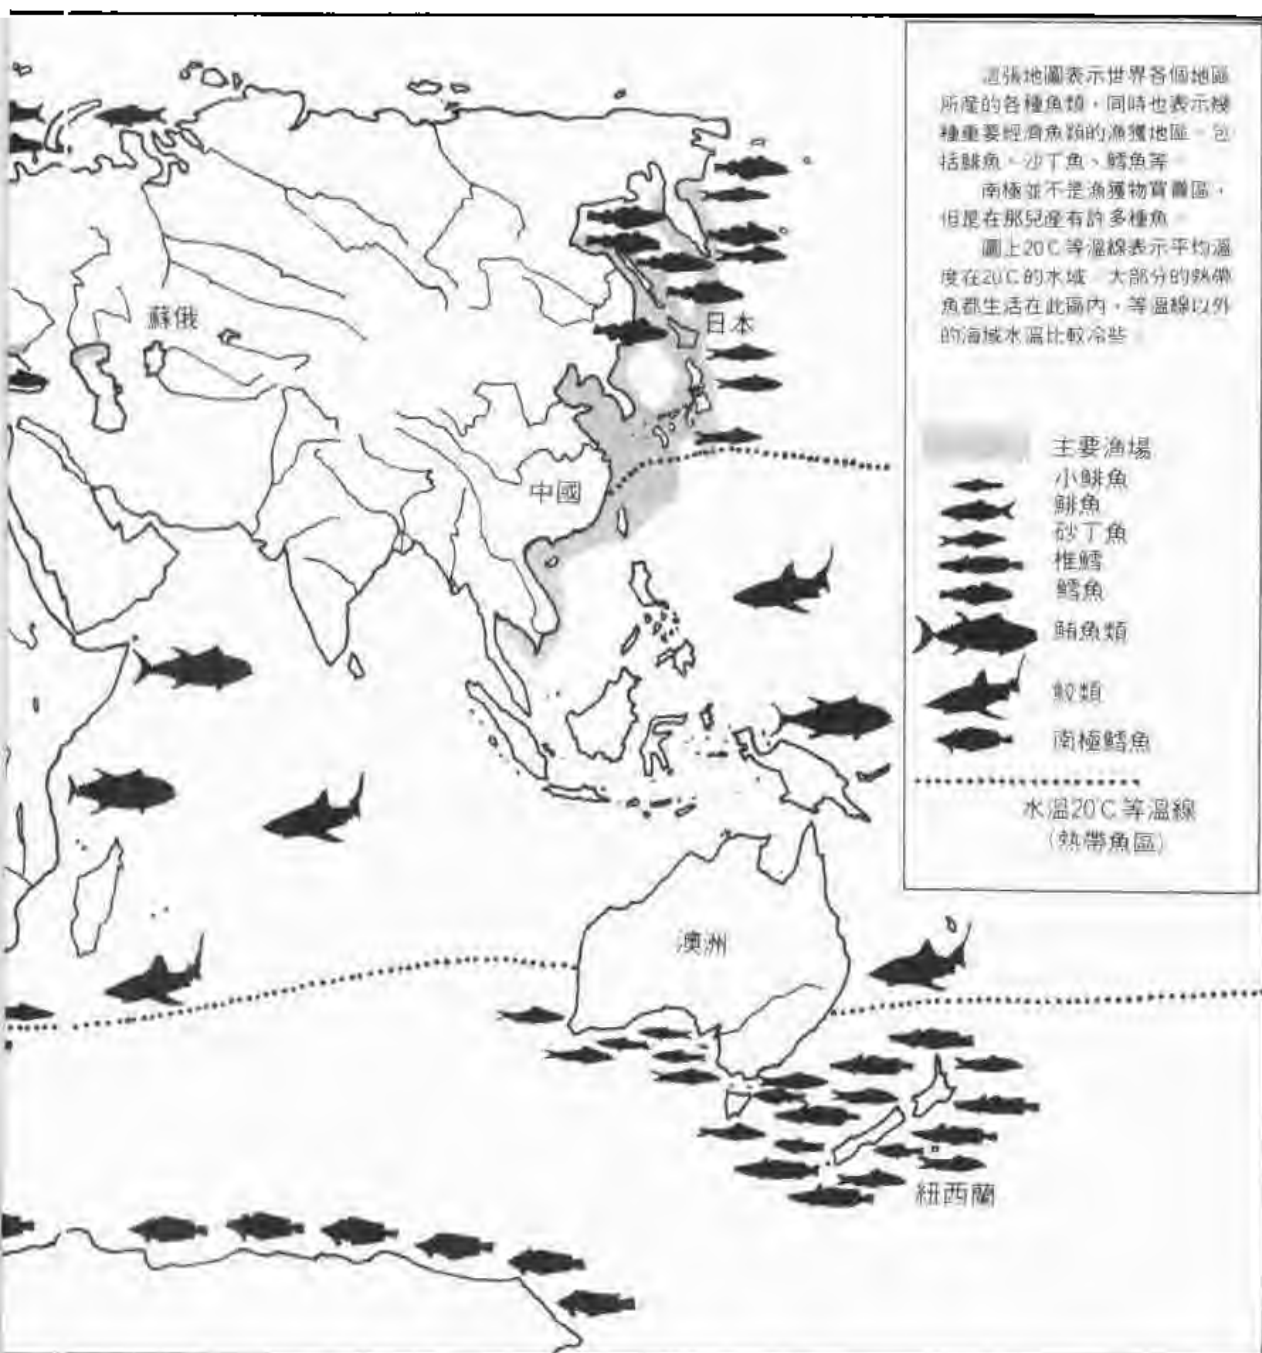 這張地圖表示世界各個地區
所產的各種魚類，同時也表示幾
種重要經濟魚類的漁獲地區。包
括鯡魚、沙丁魚、鱈魚等。
南極並不是漁獲物買賣區，
但是在那兒產有許多種魚。
圖上20℃等溫線表示平均溫
度在20℃的水域。大部分的熱帶
魚都生活在此區內，等溫線以外
的海域水溫比較冷些。
主要漁場
小鯡魚
鯡魚
砂丁魚
稚鱈
鱈魚
鮪魚類
鮫類
南極鱈魚
水溫20℃等溫線
(熱帶魚區)
蘇俄
日本
中國
澳洲
紐西蘭